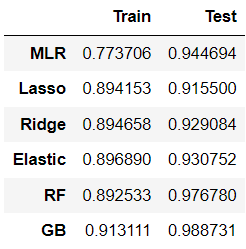 Train Test
MLR 0.773706 0.944694
Lasso 0.894153 0.915500
Ridge 0.894658 0.929084
Elastic 0.896890 0.930752
RF 0.892533 0.976780
GB 0.913111 0.988731